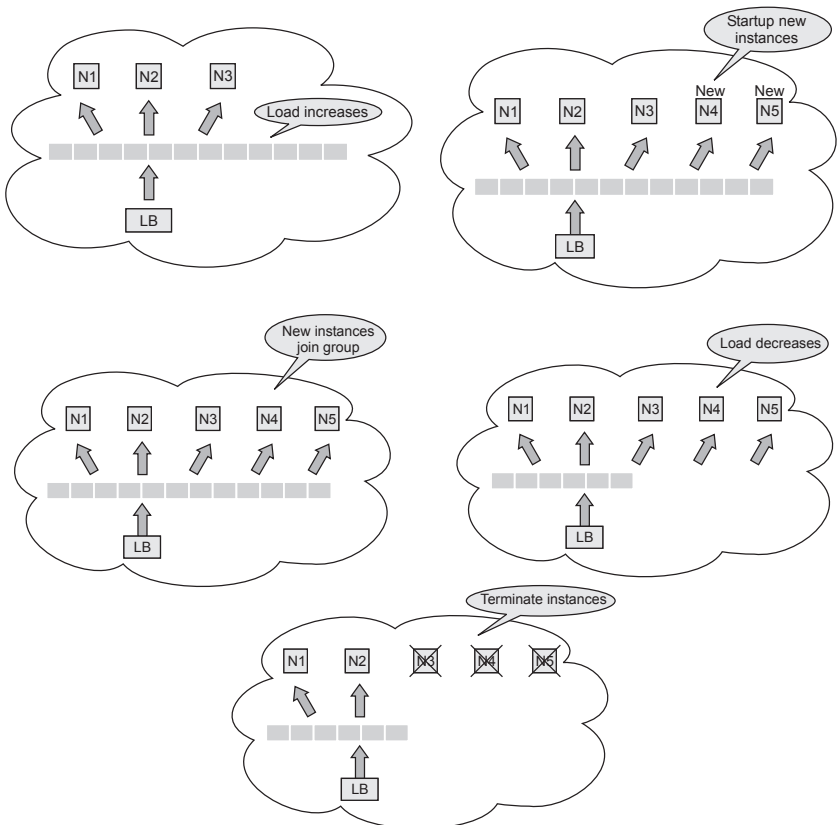 N1 N2 N3
Load increases
LB
Startup new
instances
New New
N1 N2 N3 N4 N5
LB
New instances
join group
N1 N2 N3 N4 N5
LB
Load decreases
N1 N2 N3 N4 N5
LB
Terminate instances
N1 N2 N3 N4 N5
LB